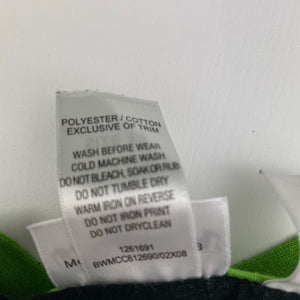 POLYESTER / COTTON
EXCLUSIVE OF TRIM
WASH BEFORE WEAR
COLD MACHINE WASH
DO NOT BLEACH, SOAK OR RUB
DO NOT TUMBLE DRY
WARM IRON ON REVERSE
DO NOT IRON PRINT
DO NOT DRYCLEAN
1261691
BWMCC612690/02X08